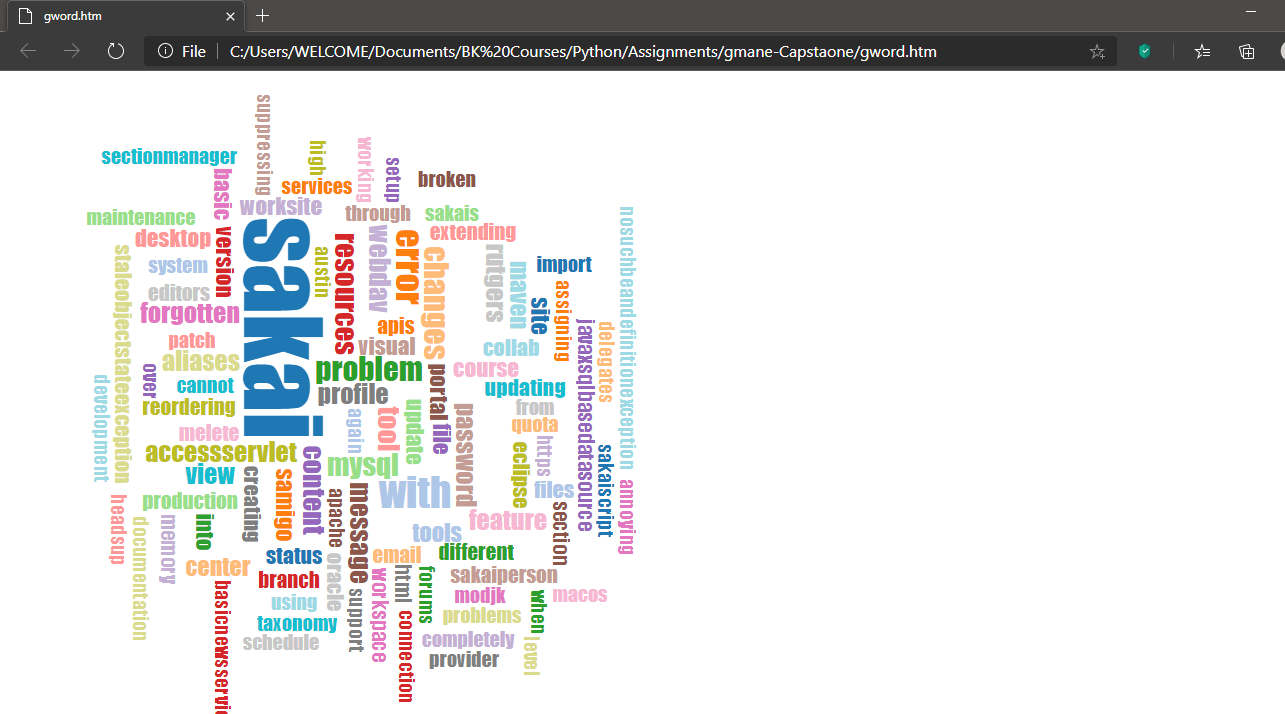 gword.htm
File
C:/Users/WELCOME/Documents/BK%20Courses/Python/Assignments/gmane-Capstaone/gword.htm
suppressing
high
working
setup
sectionmanager
basic
services
broken
worksite
maintenance
through
sakais
desktop
version
sakai
austin
resources
webdav
error
extending
changes
rutgers
nosuchbeandefinitionexception
staleobjectstateexception
system
maven
import
editors
forgotten
site
assigning
apis
javaxsqlbasedatasource
delegates
patch
visual
collab
aliases
problem
course
over
cannot
profile
portal
updating
development
reordering
again
tool
update
password
from
quota
melete
file
accessservlet
content
mysql
eclipse
https
sakaiscript
view
creating
samigo
with
files
annoying
production
apache
message
feature
section
headsup
documentation
memory
into
tools
status
email
different
center
oracle
branch
workspace
html
forums
sakaiperson
basicnewsservic
using
support
modjk
when
macos
taxonomy
connection
problems
schedule
completely
level
provider